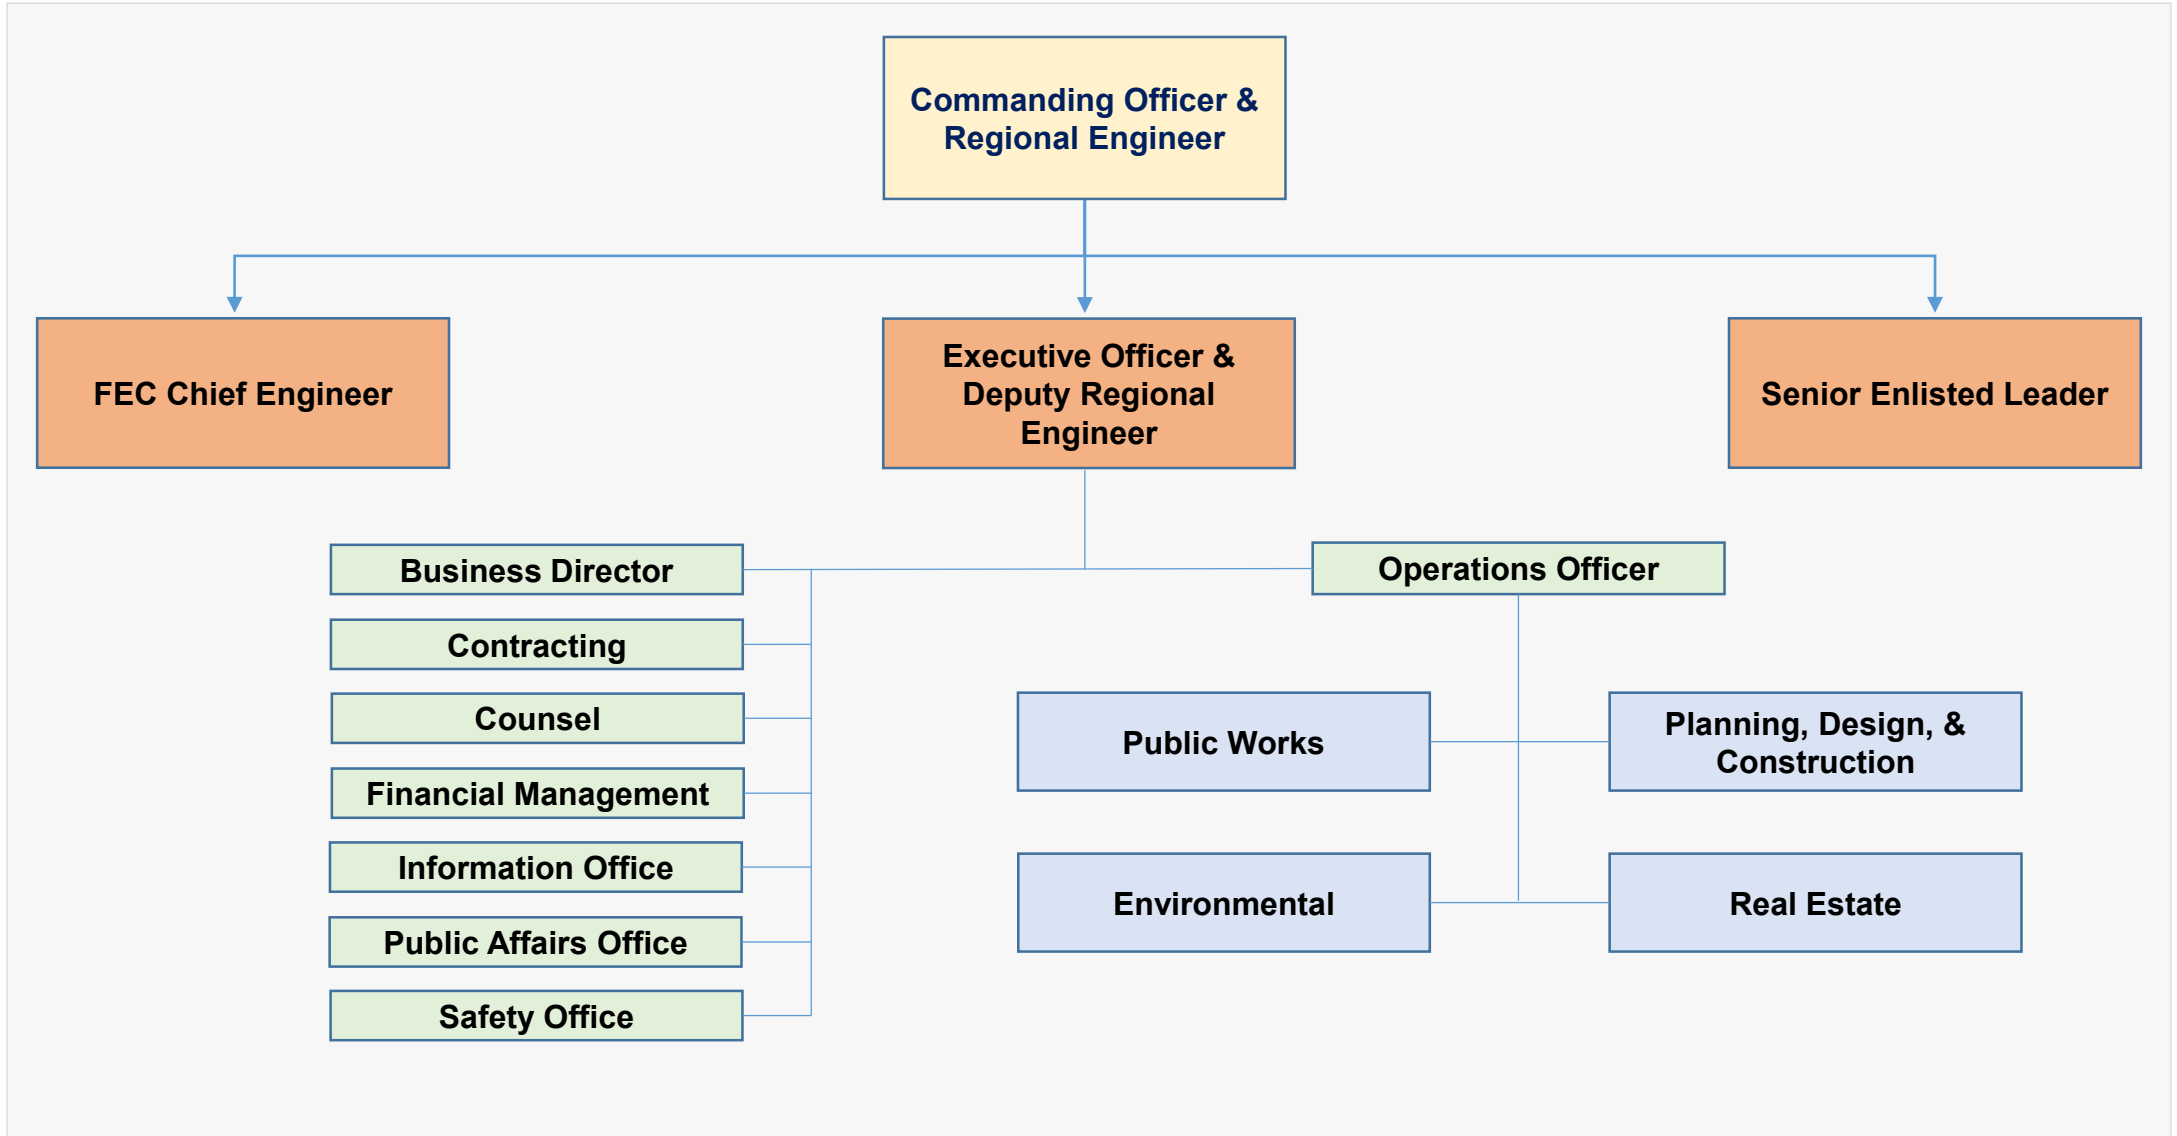 Commanding Officer &
Regional Engineer
FEC Chief Engineer
Executive Officer &
Deputy Regional
Engineer
Senior Enlisted Leader
Business Director
Operations Officer
Contracting
Counsel
Financial Management
Information Office
Public Affairs Office
Safety Office
Public Works
Planning, Design, &
Construction
Environmental
Real Estate